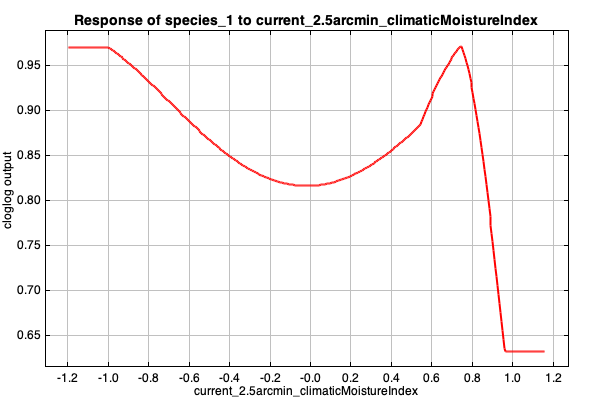 Response of species_1 to current_2.5arcmin_climaticMoistureIndex
cloglog output
0.95
0.90
0.85
0.80
0.75
0.70
0.65
-1.2 -1.0 -0.8 -0.6 -0.4 -0.2 -0.0 0.2 0.4 0.6 0.8 1.0 1.2
current_2.5arcmin_climaticMoistureIndex